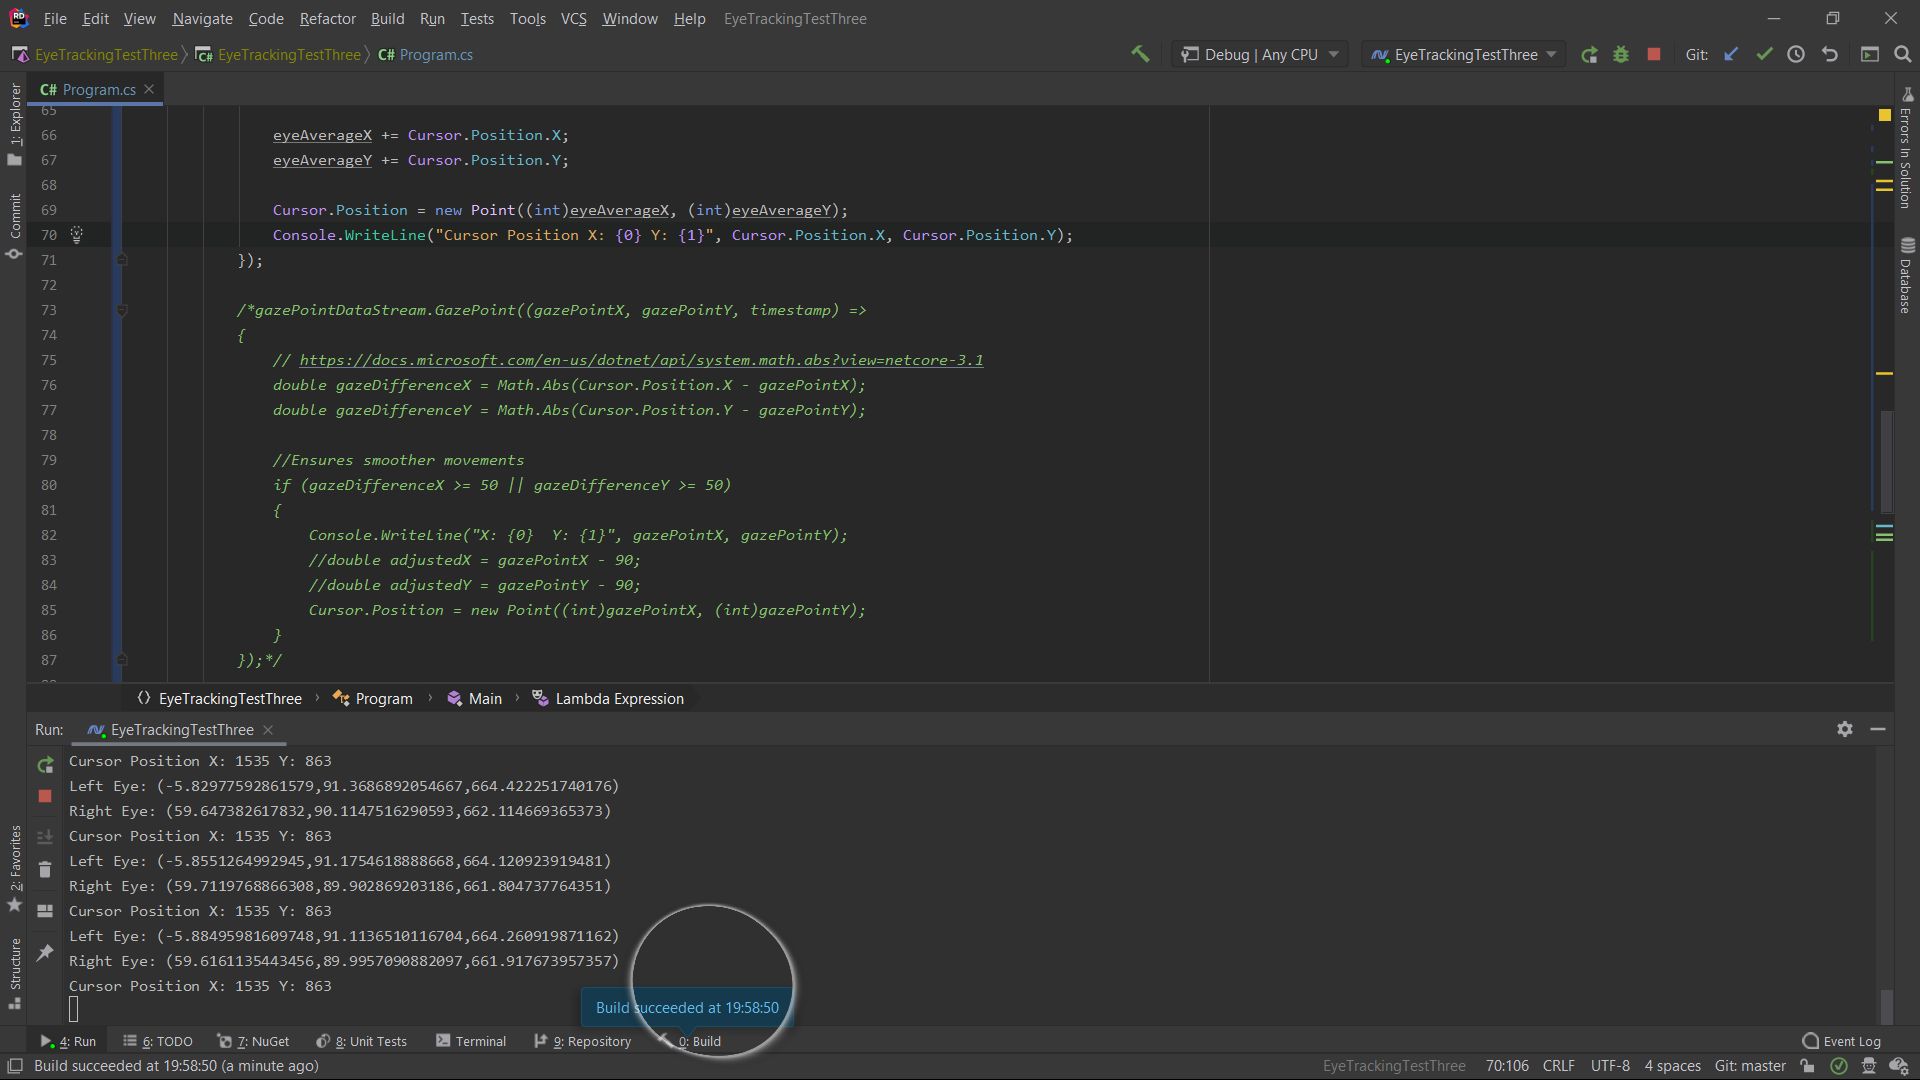 File Edit View Navigate Code Refactor Build Run Tests Tools VCS Window Help EyeTrackingTestThree
EyeTrackingTestThree EyeTrackingTestThree C# Program.cs Debug | Any CPU EyeTrackingTestThree Git:
C# Program.cs
1: Explorer
Commit
2: Favorites
Structure
Errors In Solution
Database
65
66 eyeAverageX += Cursor.Position.X;
67 eyeAverageY += Cursor.Position.Y;
68
69 Cursor.Position = new Point((int)eyeAverageX, (int)eyeAverageY);
70 Console.WriteLine("Cursor Position X: {0} Y: {1}", Cursor.Position.X, Cursor.Position.Y);
71 });
72
73 /*gazePointDataStream.GazePoint((gazePointX, gazePointY, timestamp) =>
74 {
75 // https://docs.microsoft.com/en-us/dotnet/api/system.math.abs?view=netcore-3.1
76 double gazeDifferenceX = Math.Abs(Cursor.Position.X - gazePointX);
77 double gazeDifferenceY = Math.Abs(Cursor.Position.Y - gazePointY);
78
79 //Ensures smoother movements
80 if (gazeDifferenceX >= 50 || gazeDifferenceY >= 50)
81 {
82 Console.WriteLine("X: {0}  Y: {1}", gazePointX, gazePointY);
83 //double adjustedX = gazePointX - 90;
84 //double adjustedY = gazePointY - 90;
85 Cursor.Position = new Point((int)gazePointX, (int)gazePointY);
86 }
87 });*/
EyeTrackingTestThree Program Main Lambda Expression
Run: EyeTrackingTestThree
Cursor Position X: 1535 Y: 863
Left Eye: (-5.82977592861579,91.3686892054667,664.422251740176)
Right Eye: (59.647382617832,90.1147516290593,662.114669365373)
Cursor Position X: 1535 Y: 863
Left Eye: (-5.8551264992945,91.1754618888668,664.120923919481)
Right Eye: (59.7119768866308,89.902869203186,661.804737764351)
Cursor Position X: 1535 Y: 863
Left Eye: (-5.88495981609748,91.1136510116704,664.260919871162)
Right Eye: (59.6161135443456,89.9957090882097,661.917673957357)
Cursor Position X: 1535 Y: 863
Build succeeded at 19:58:50
4: Run 6: TODO 7: NuGet 8: Unit Tests Terminal 9: Repository 0: Build Event Log
Build succeeded at 19:58:50 (a minute ago) EyeTrackingTestThree 70:106 CRLF UTF-8 4 spaces Git: master